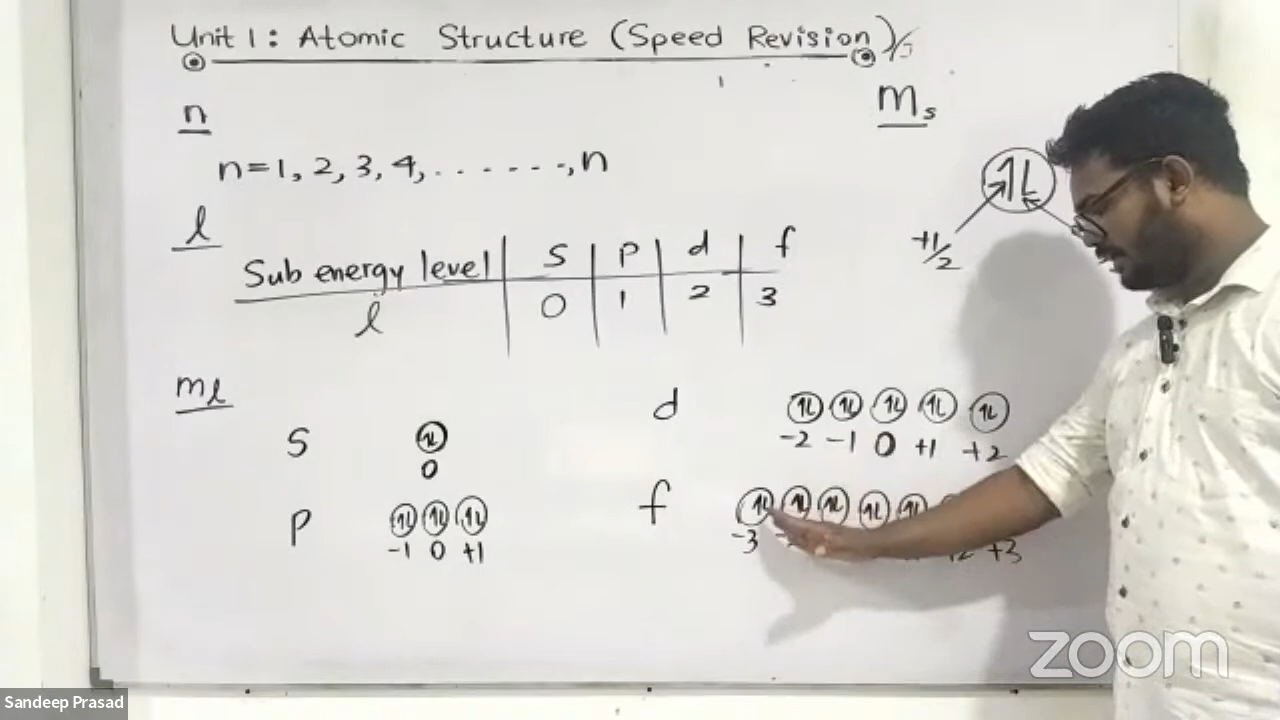 Unit 1: Atomic Structure (Speed Revision)
n
Ms
n=1, 2, 3, 4, . . . . . . ., n
+1/2
l
Sub energy level S P d f
l 0 1 2 3
ml
S
0
P
-1 0 +1
d
-2 -1 0 +1 +2
f
-3 +3
zoom
Sandeep Prasad